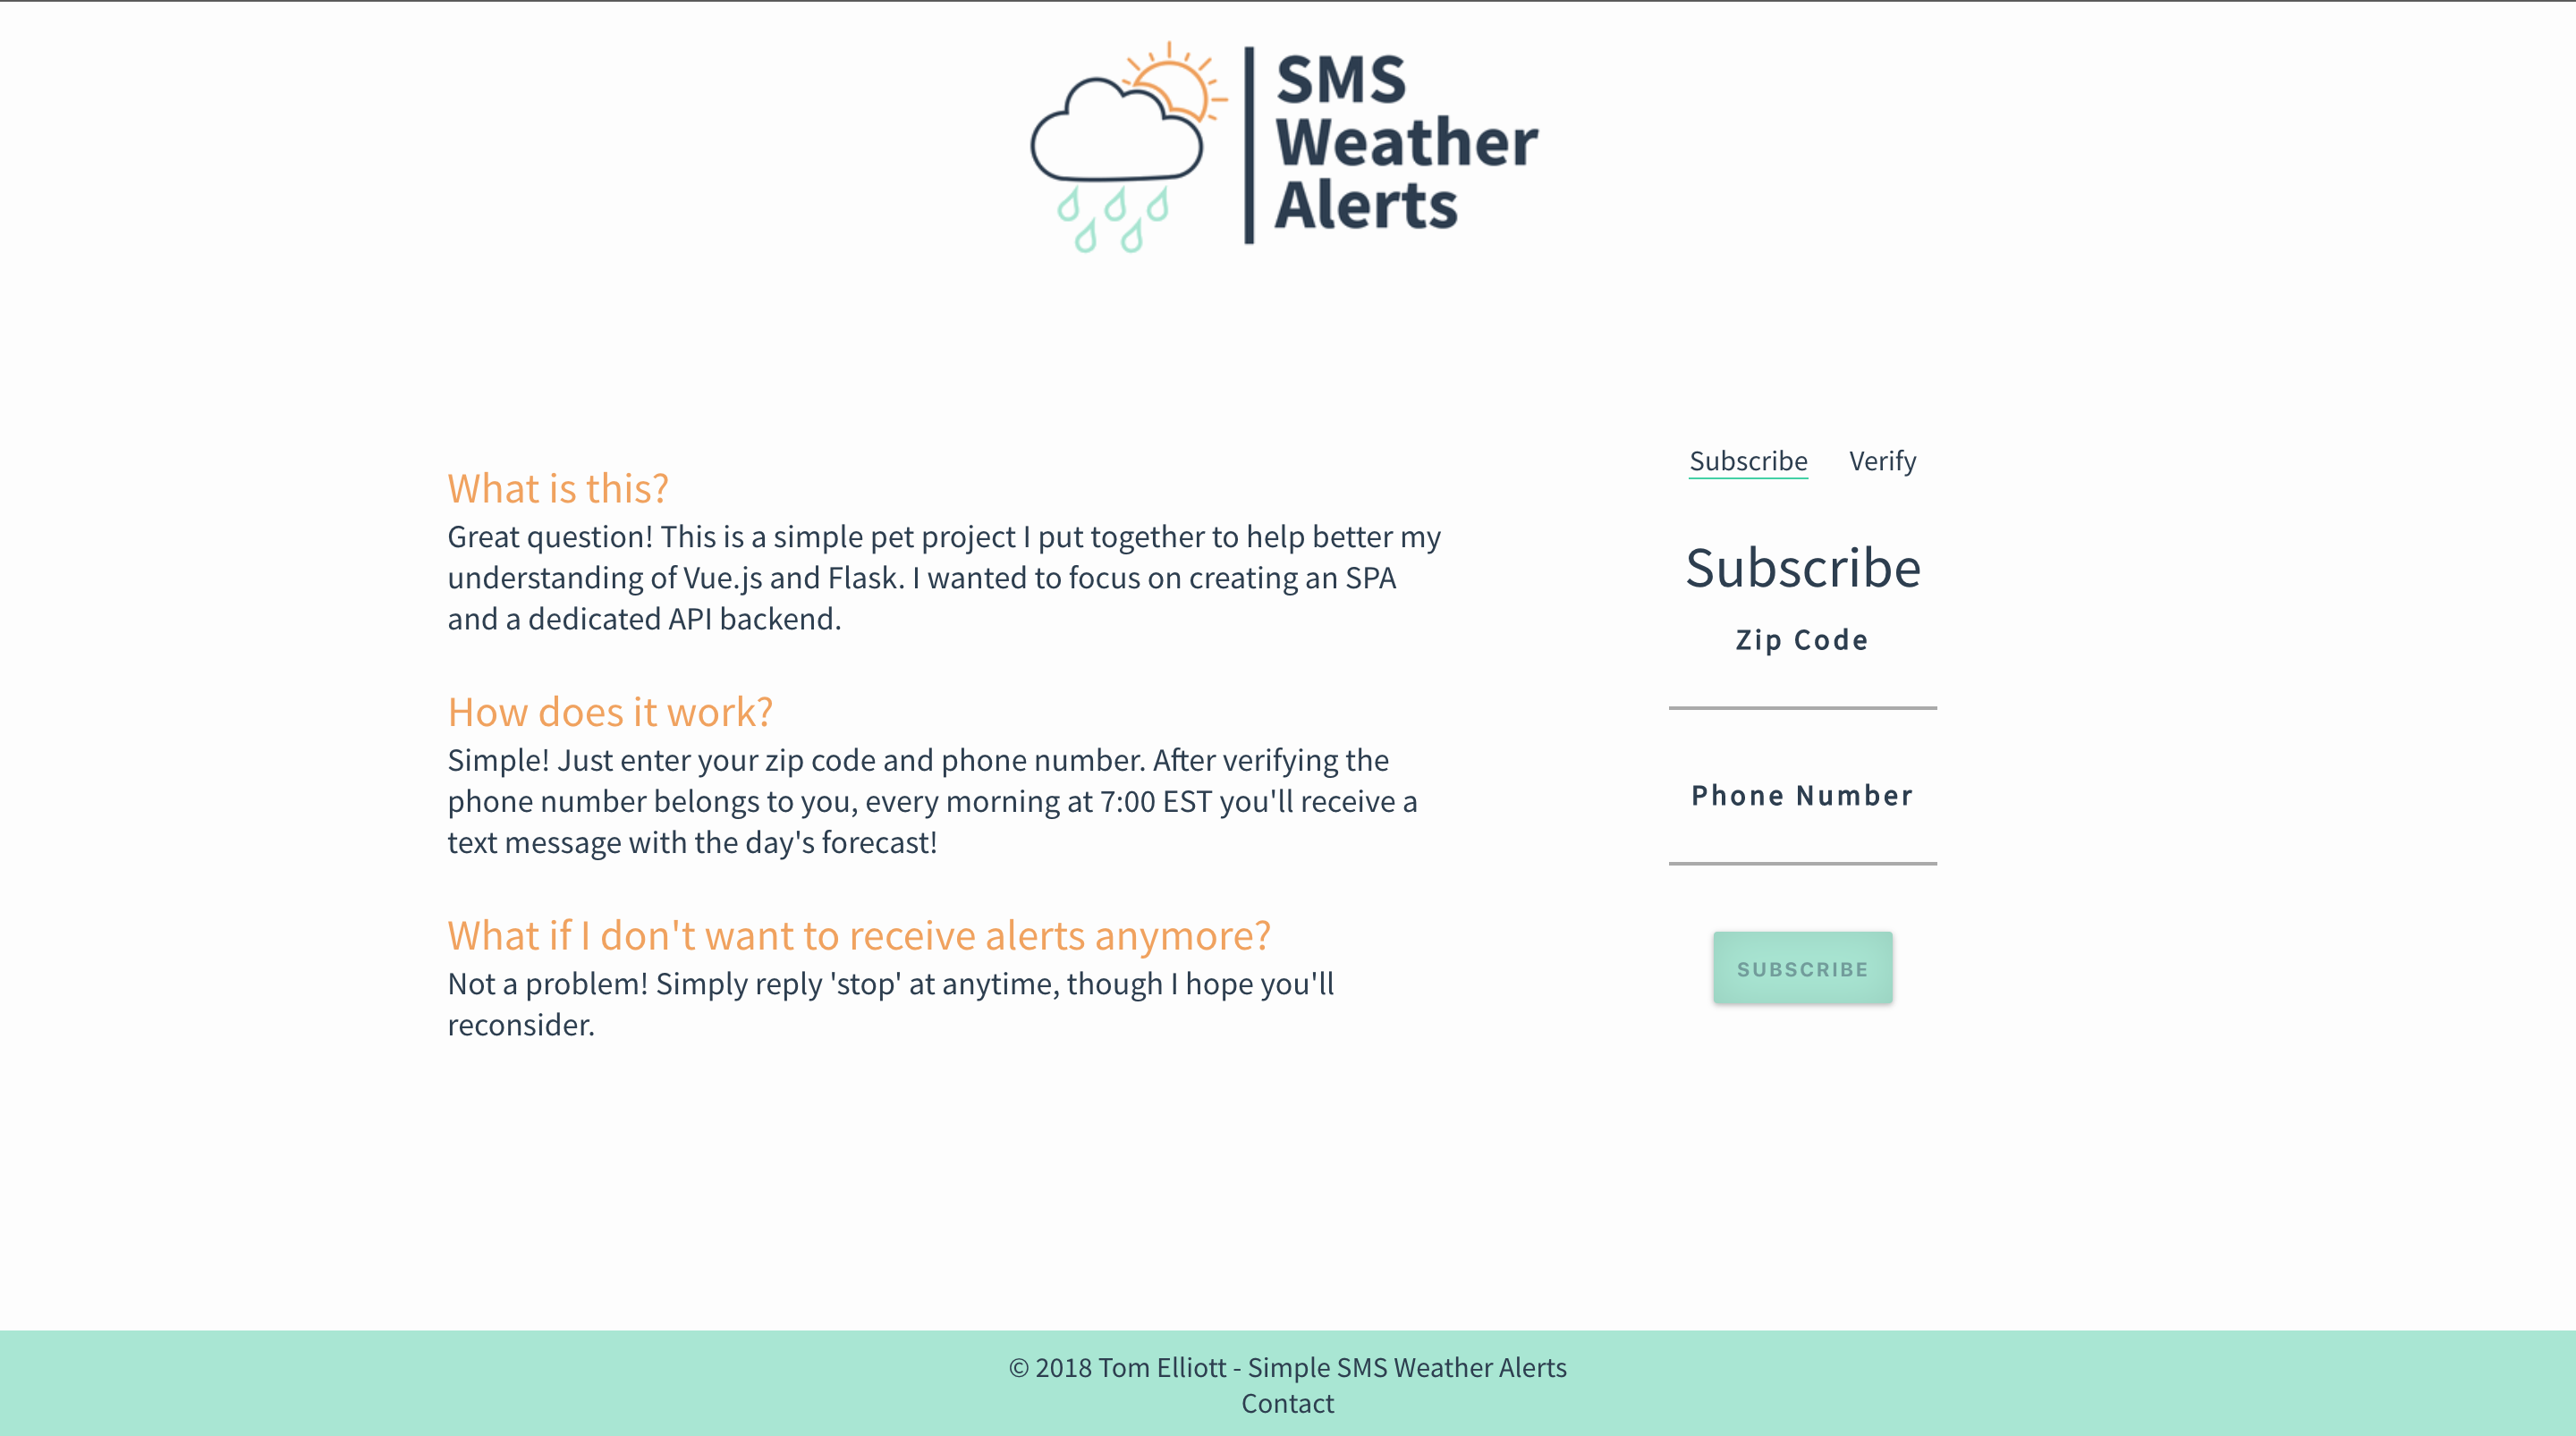 SMS
Weather
Alerts
What is this?
Great question! This is a simple pet project I put together to help better my
understanding of Vue.js and Flask. I wanted to focus on creating an SPA
and a dedicated API backend.
How does it work?
Simple! Just enter your zip code and phone number. After verifying the
phone number belongs to you, every morning at 7:00 EST you'll receive a
text message with the day's forecast!
What if I don't want to receive alerts anymore?
Not a problem! Simply reply 'stop' at anytime, though I hope you'll
reconsider.
Subscribe Verify
Subscribe
Zip Code
Phone Number
SUBSCRIBE
© 2018 Tom Elliott - Simple SMS Weather Alerts
Contact